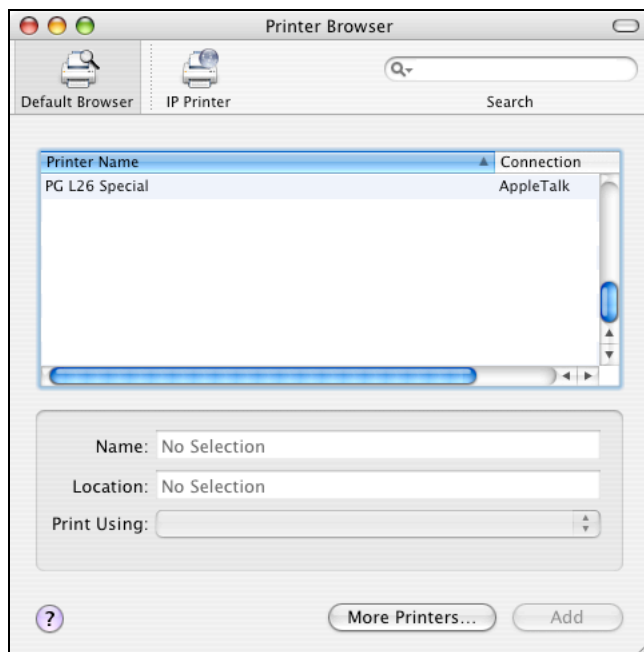 Printer Browser
Default Browser
IP Printer
Search
Printer Name Connection
PG L26 Special AppleTalk
Name: No Selection
Location: No Selection
Print Using:
? More Printers... Add